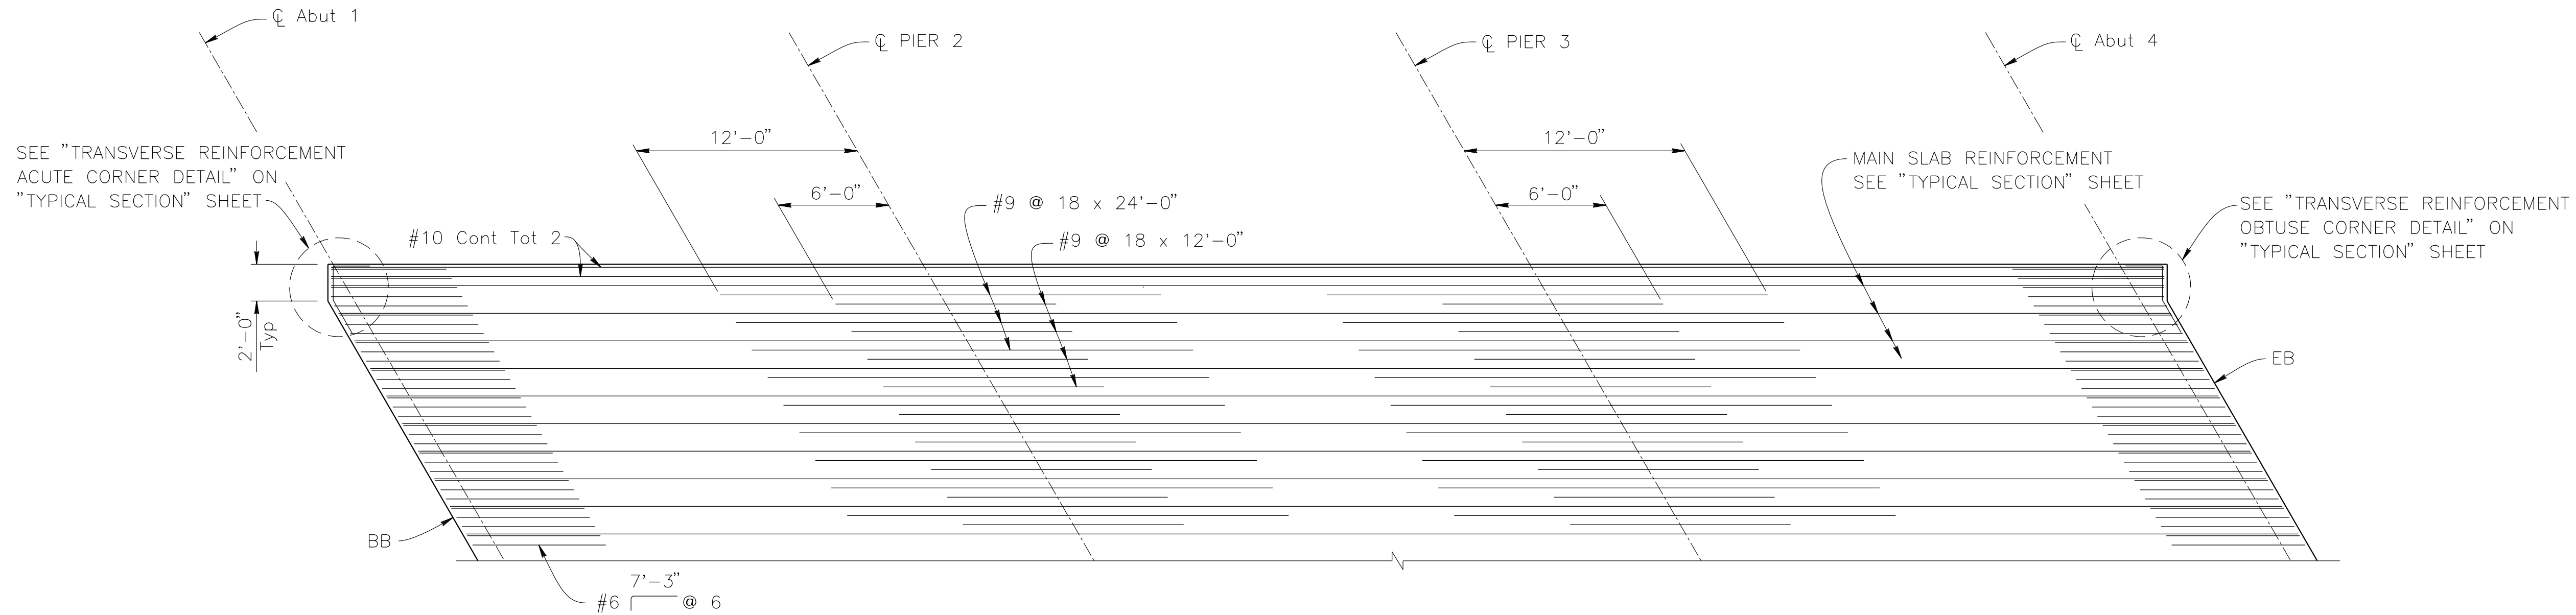 ℄ Abut 1
℄ PIER 2
℄ PIER 3
℄ Abut 4
SEE "TRANSVERSE REINFORCEMENT
ACUTE CORNER DETAIL" ON
"TYPICAL SECTION" SHEET
12'-0"
6'-0"
#9 @ 18 x 24'-0"
#9 @ 18 x 12'-0"
12'-0"
6'-0"
MAIN SLAB REINFORCEMENT
SEE "TYPICAL SECTION" SHEET
SEE "TRANSVERSE REINFORCEMENT
OBTUSE CORNER DETAIL" ON
"TYPICAL SECTION" SHEET
#10 Cont Tot 2
2'-0"
Typ
EB
BB
7'-3"
#6 @ 6